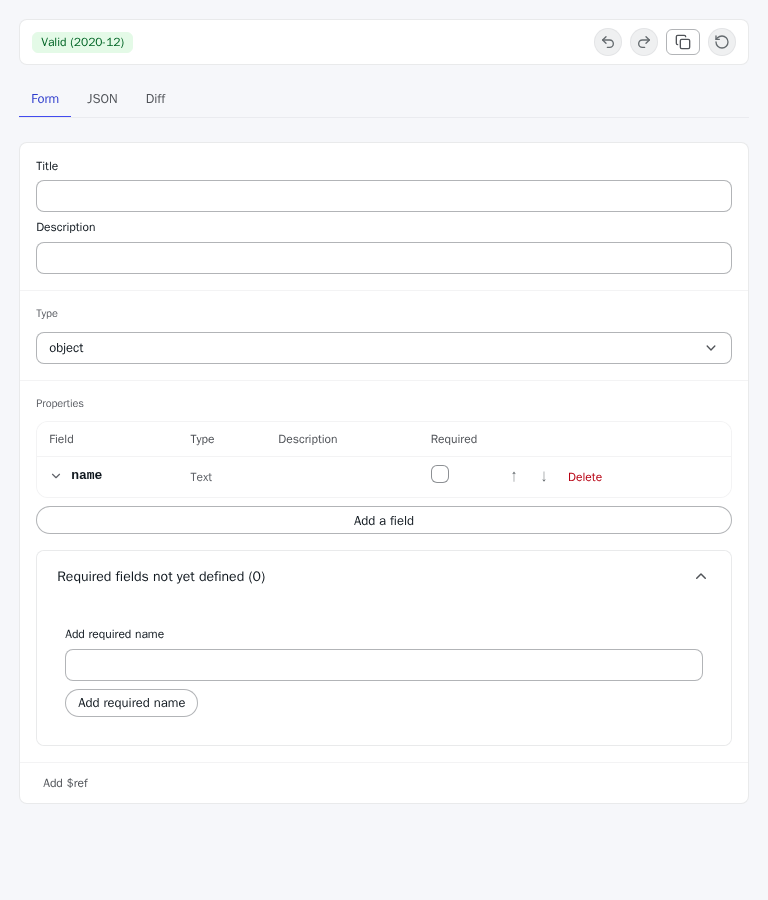 Valid (2020-12)
Form JSON Diff
Title
Description
Type
object
Properties
Field Type Description Required
name Text ↑ ↓ Delete
Add a field
Required fields not yet defined (0)
Add required name
Add required name
Add $ref